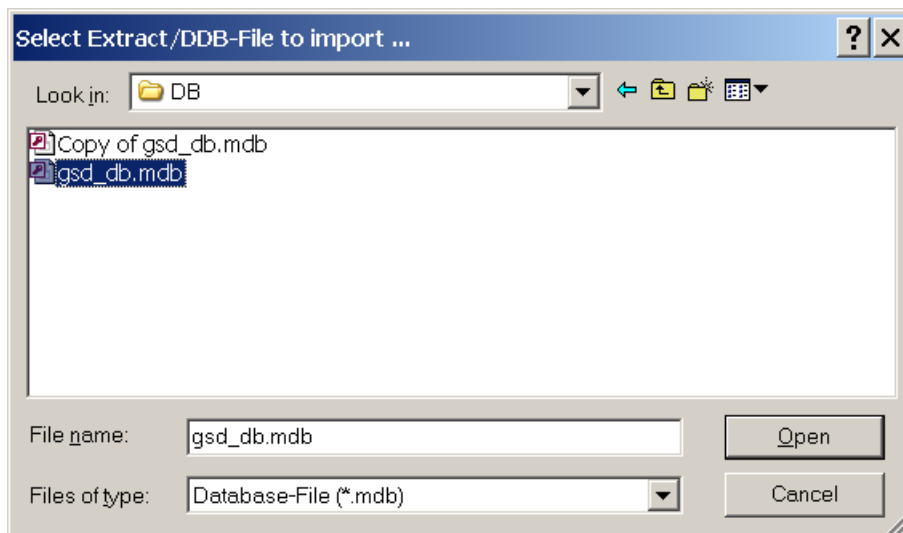 Select Extract/DDB-File to import ...
Look in: DB
Copy of gsd_db.mdb
gsd_db.mdb
File name: gsd_db.mdb Open
Files of type: Database-File (*.mdb) Cancel